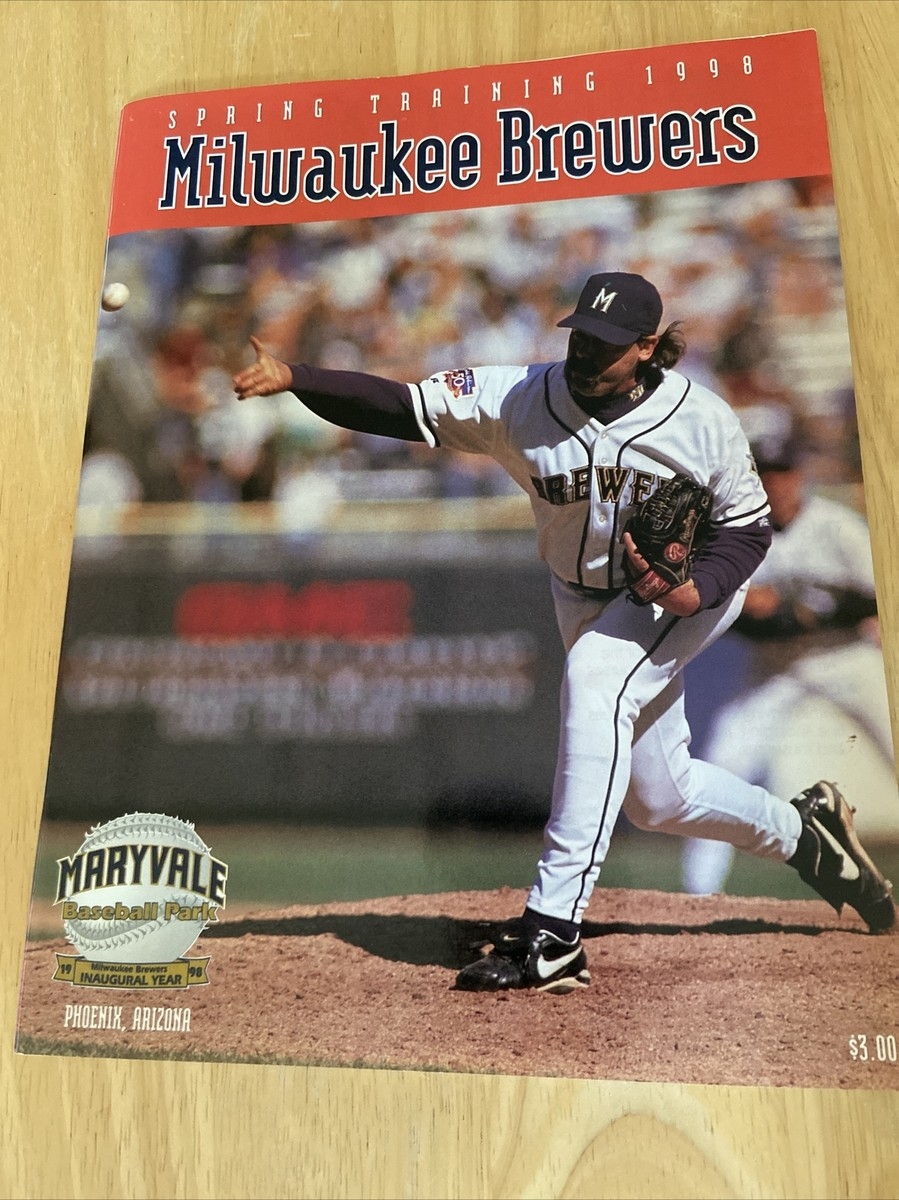 SPRING TRAINING 1998
Milwaukee Brewers
M
50
BREWE
MARYVALE
Baseball Park
19 Milwaukee Brewers 98
INAUGURAL YEAR
PHOENIX, ARIZONA
$3.00